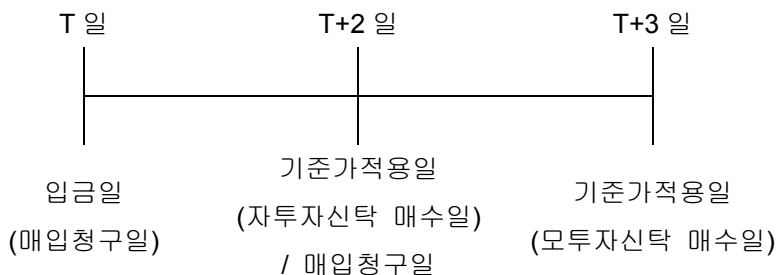 T 일
T+2 일
T+3 일
입금일
(매입청구일)
기준가적용일
(자투자신탁 매수일)
/ 매입청구일
기준가적용일
(모투자신탁 매수일)